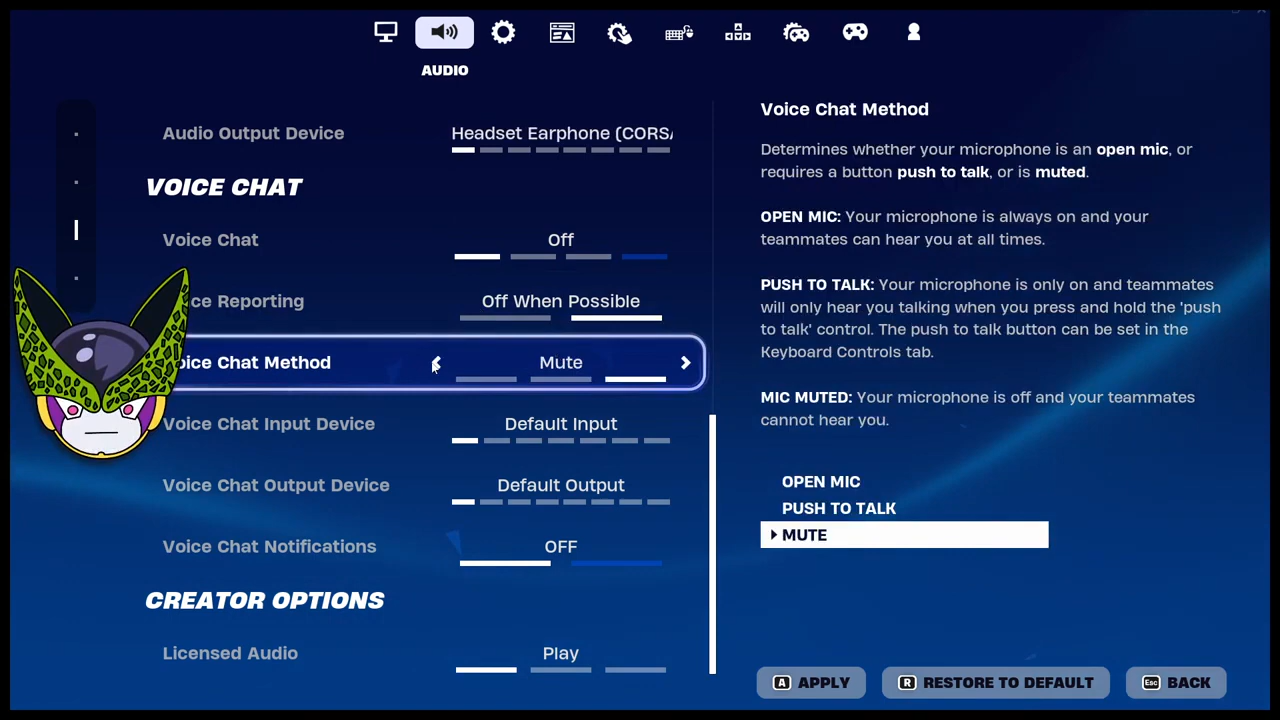 AUDIO
Audio Output Device
Headset Earphone (CORS
VOICE CHAT
Voice Chat
Off
ce Reporting
Off When Possible
oice Chat Method
Mute
Voice Chat Input Device
Default Input
Voice Chat Output Device
Default Output
Voice Chat Notifications
OFF
CREATOR OPTIONS
Licensed Audio
Play
Voice Chat Method
Determines whether your microphone is an open mic, or
requires a button push to talk, or is muted.
OPEN MIC: Your microphone is always on and your
teammates can hear you at all times.
PUSH TO TALK: Your microphone is only on and teammates
will only hear you talking when you press and hold the 'push
to talk' control. The push to talk button can be set in the
Keyboard Controls tab.
MIC MUTED: Your microphone is off and your teammates
cannot hear you.
OPEN MIC
PUSH TO TALK
MUTE
A APPLY
R RESTORE TO DEFAULT
Esc BACK